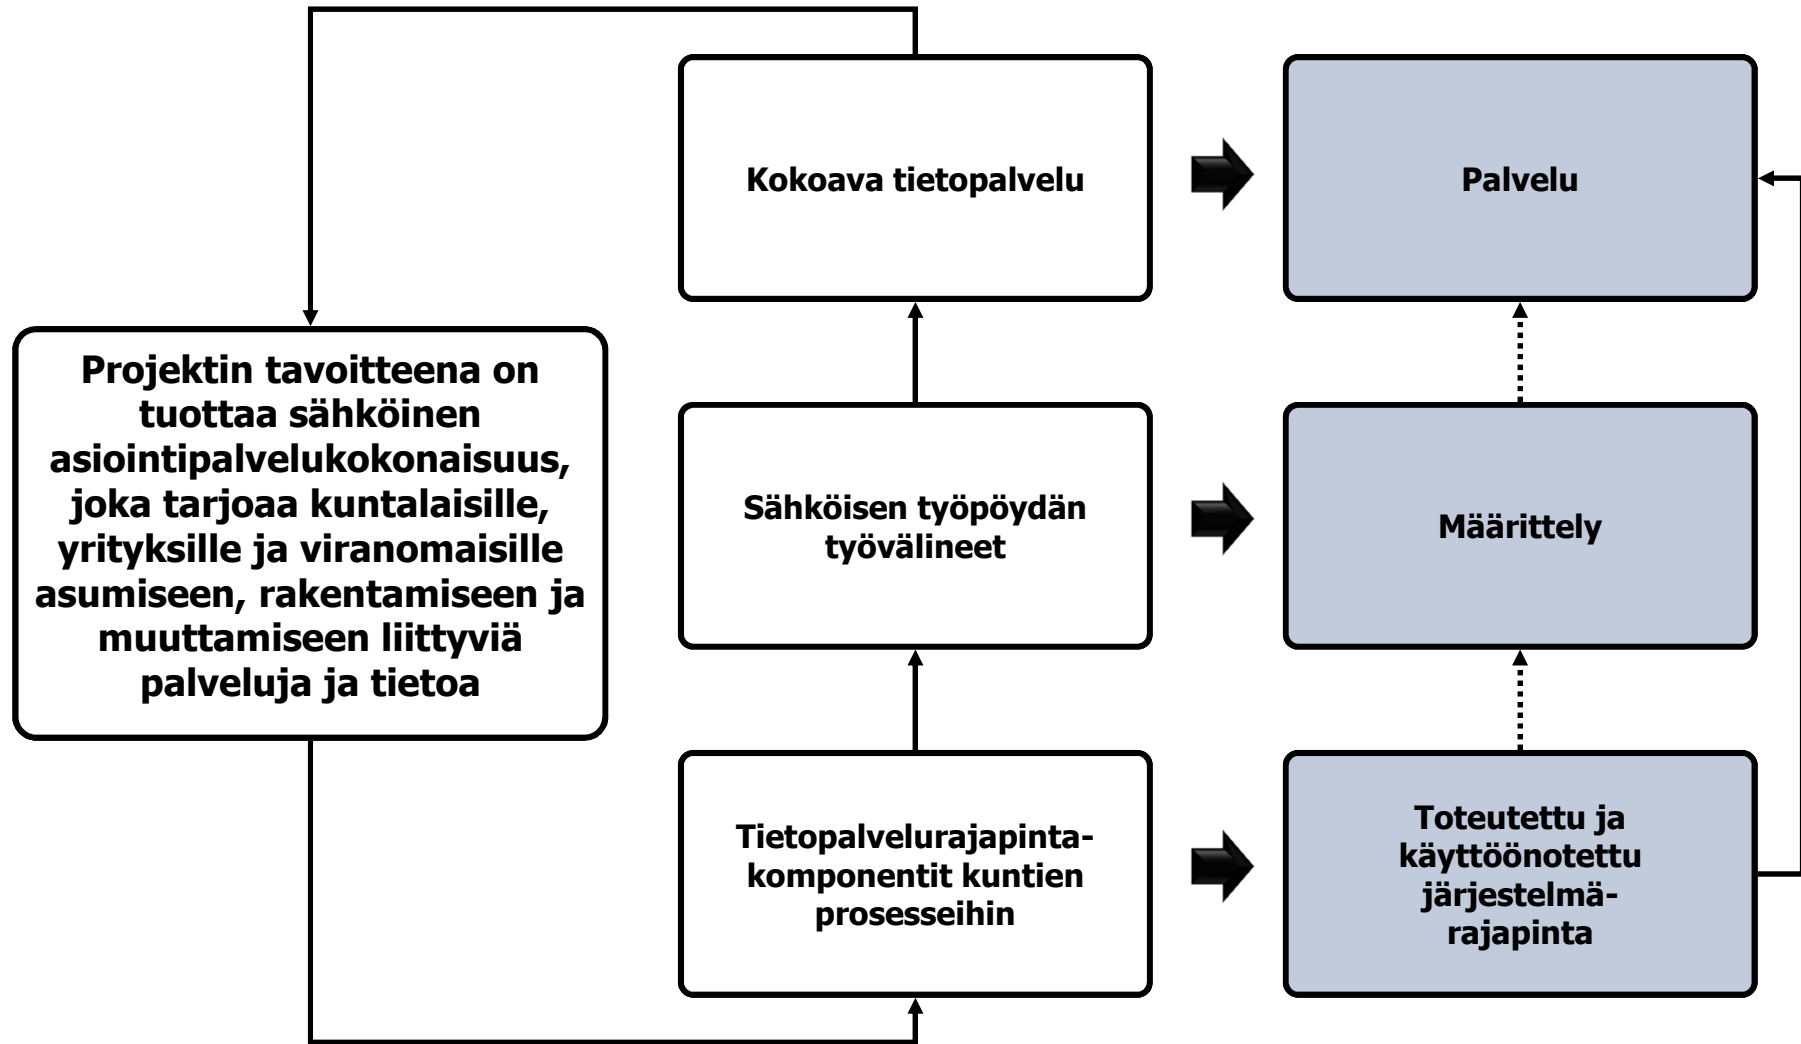 Kokoava tietopalvelu
Palvelu
Projektin tavoitteena on
tuottaa sähköinen
asiointipalvelukokonaisuus,
joka tarjoaa kuntalaisille,
yrityksille ja viranomaisille
asumiseen, rakentamiseen ja
muuttamiseen liittyviä
palveluja ja tietoa
Sähköisen työpöydän
työvälineet
Määrittely
Tietopalvelurajapinta-
komponentit kuntien
prosesseihin
Toteutettu ja
käyttöönotettu
järjestelmä-
rajapinta